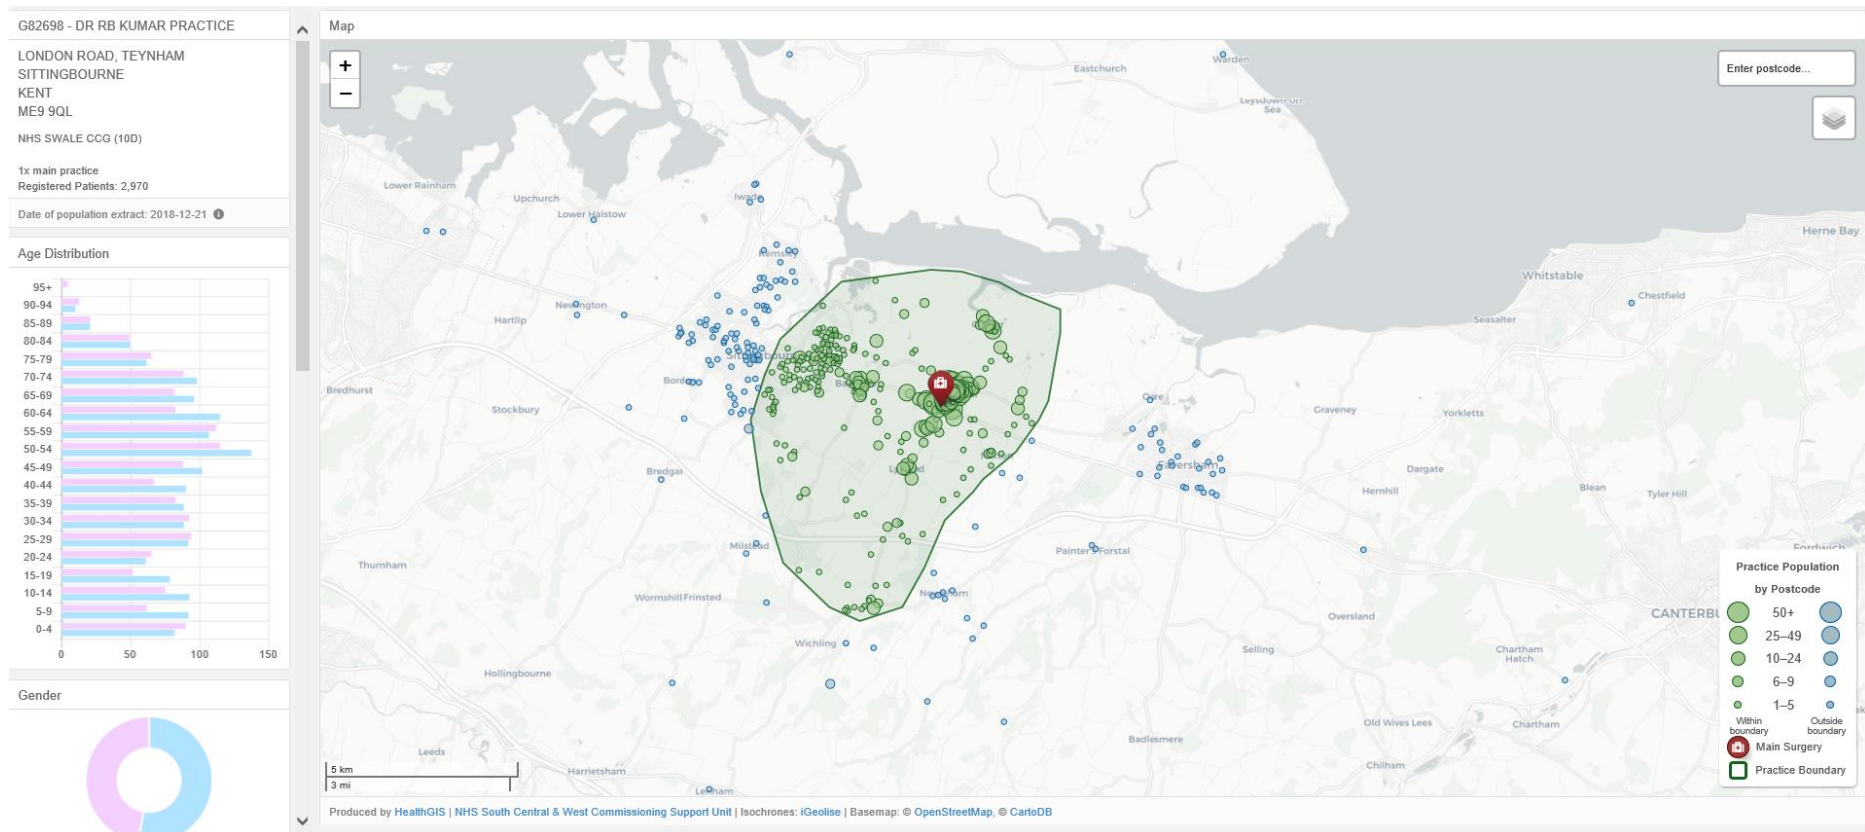 G82698 - DR RB KUMAR PRACTICE
LONDON ROAD, TEYNHAM
SITTINGBOURNE
KENT
ME9 9QL
NHS SWALE CCG (10D)
1x main practice
Registered Patients: 2,970
Date of population extract: 2018-12-21
Age Distribution
95+
90-94
85-89
80-84
75-79
70-74
65-69
60-64
55-59
50-54
45-49
40-44
35-39
30-34
25-29
20-24
15-19
10-14
5-9
0-4
0 50 100 150
Gender
Map
+
−
Enter postcode...
Eastchurch
Warden
Leysdown-on-
Sea
Lower Rainham
Upchurch
Iwade
Lower Halstow
Herne Bay
Kemsley
Whitstable
Chestfield
Newington
Hartlip
Seasalter
Bredhurst
Stockbury
Graveney
Yorkletts
Bredgar
Faversham
Dargate
Hernhill
Blean
Tyler Hill
Milstead
Painter's Forstal
Fordwich
Thurnham
Wormshill Frinsted
Oversland
Wichling
Selling
Chartham
Hatch
Hollingbourne
Old Wives Lees
Chartham
Badlesmere
Leeds
Harrietsham
Chilham
Lenham
5 km
3 mi
Practice Population
by Postcode
50+
25–49
10–24
6–9
1–5
Within
boundary
Outside
boundary
Main Surgery
Practice Boundary
Produced by HealthGIS | NHS South Central & West Commissioning Support Unit | Isochrones: iGeolise | Basemap: © OpenStreetMap, © CartoDB